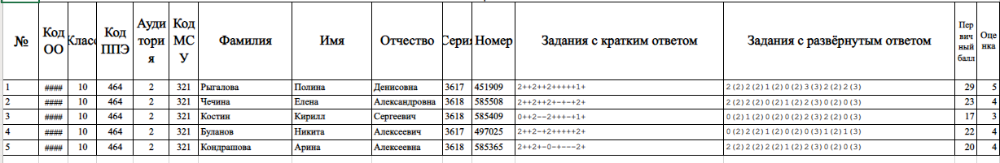 № Код ОО Класс Код ППЭ Аудитория Код МСУ Фамилия Имя Отчество Серия Номер Задания с кратким ответом Задания с развёрнутым ответом Первичный балл Оценка
1 #### 10 464 2 321 Рыгалова Полина Денисовна 3617 451909 2++2++2+++++1+ 2(2)2(2)1(2)0(2)3(3)2(2)2(3) 29 5
2 #### 10 464 2 321 Чечина Елена Александровна 3618 585508 2++2++2+-+-+2+ 2(2)2(2)0(2)1(2)2(3)0(2)0(3) 23 4
3 #### 10 464 2 321 Костин Кирилл Сергеевич 3618 585409 0++2--2+++-+1+ 0(2)1(2)0(2)0(2)2(3)2(2)0(3) 17 3
4 #### 10 464 2 321 Буланов Никита Алексеевич 3617 497025 2++2-+2+++++2+ 0(2)2(2)1(2)0(2)0(3)1(2)1(3) 22 4
5 #### 10 464 2 321 Кондрашова Арина Алексеевна 3618 585365 2++2+-0-+---2+ 2(2)2(2)2(2)1(2)2(3)0(2)0(3) 20 4